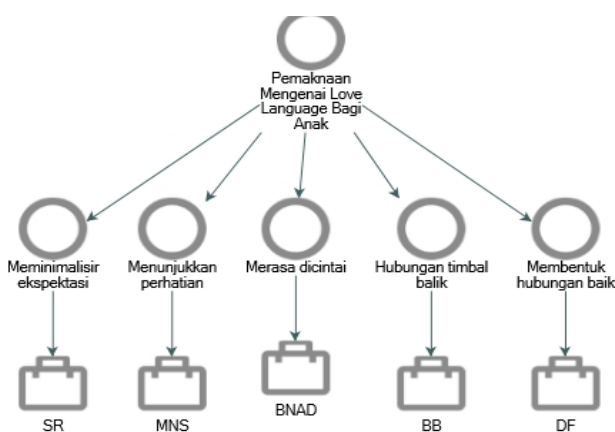 Pemaknaan
Mengenai Love
Language Bagi
Anak
Meminimalisir
ekspektasi
Menunjukkan
perhatian
Merasa dicintai
Hubungan timbal
balik
Membentuk
hubungan baik
SR
MNS
BNAD
BB
DF